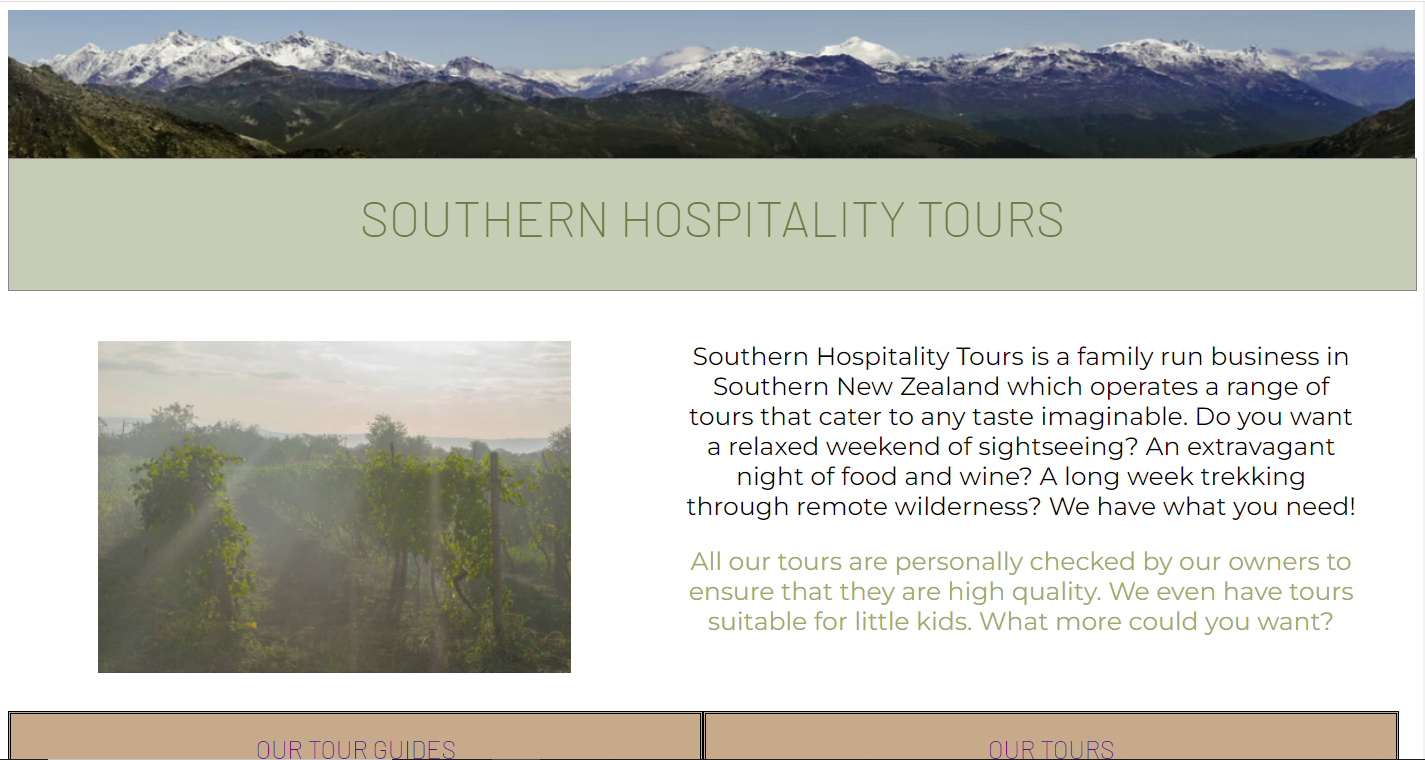 SOUTHERN HOSPITALITY TOURS
Southern Hospitality Tours is a family run business in
Southern New Zealand which operates a range of
tours that cater to any taste imaginable. Do you want
a relaxed weekend of sightseeing? An extravagant
night of food and wine? A long week trekking
through remote wilderness? We have what you need!
All our tours are personally checked by our owners to
ensure that they are high quality. We even have tours
suitable for little kids. What more could you want?
OUR TOUR GUIDES
OUR TOURS